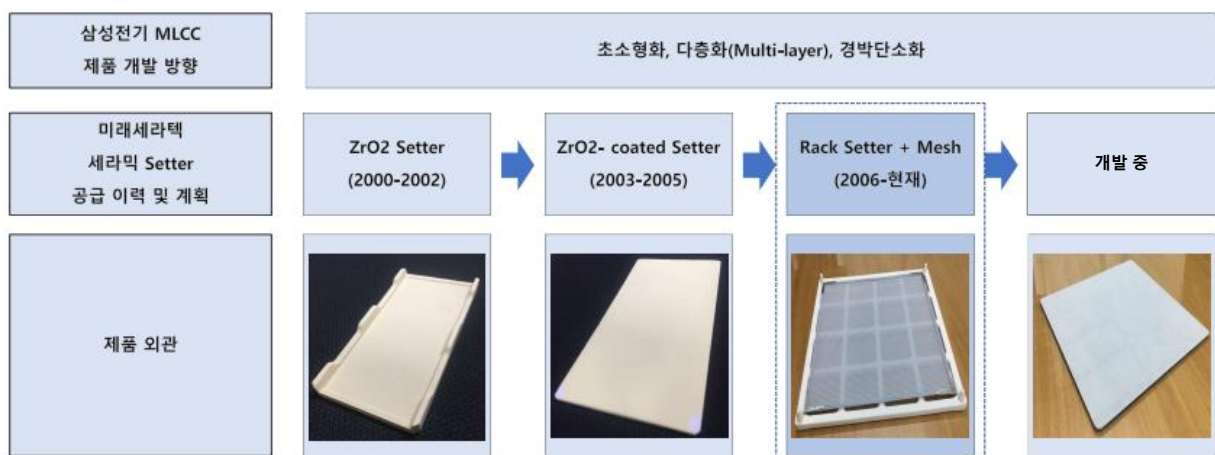 삼성전기 MLCC
제품 개발 방향
초소형화, 다층화(Multi-layer), 경박단소화
미래세라텍
세라믹 Setter
공급 이력 및 계획
ZrO2 Setter
(2000-2002)
ZrO2- coated Setter
(2003-2005)
Rack Setter + Mesh
(2006-현재)
개발 중
제품 외관